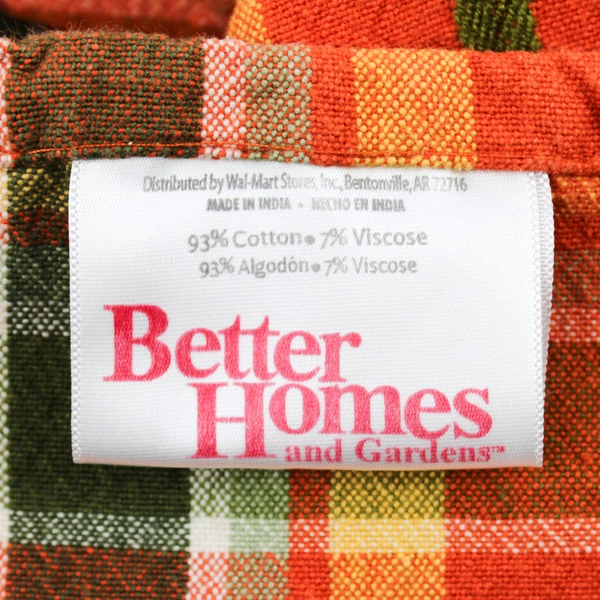 Distributed by Wal-Mart Stores, Inc., Bentonville, AR 72716
MADE IN INDIA • HECHO EN INDIA
93% Cotton • 7% Viscose
93% Algodón • 7% Viscose
Better
Homes
and Gardens™